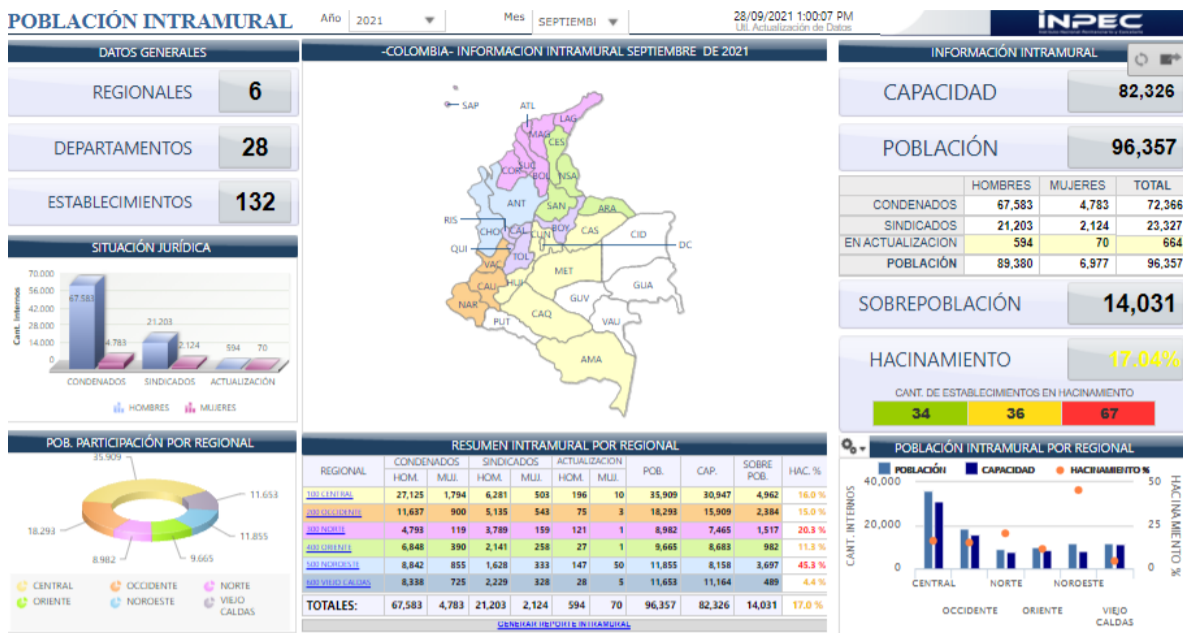 POBLACIÓN INTRAMURAL
Año 2021
Mes SEPTIEMBI
28/09/2021 1:00:07 PM
Ult. Actualización de Datos
INPEC
DATOS GENERALES
REGIONALES 6
DEPARTAMENTOS 28
ESTABLECIMIENTOS 132
SITUACIÓN JURÍDICA
Cant. Internos
70.000
56.000
42.000
28.000
14.000
0
67.583
4.783
21.203
2.124
594
70
CONDENADOS SINDICADOS ACTUALIZACIÓN
HOMBRES MUJERES
POB. PARTICIPACIÓN POR REGIONAL
35.909
11.653
11.855
9.665
8.982
18.293
CENTRAL OCCIDENTE NORTE
ORIENTE NOROESTE VIEJO CALDAS
-COLOMBIA- INFORMACION INTRAMURAL SEPTIEMBRE DE 2021
SAP
ATL
LAG
MAG
CES
COR
SUC
BOL
NSA
ANT
SAN
ARA
RIS
CHO
CAL
CUN
BOY
CAS
CID
DC
QUI
TOL
VAC
MET
CAU
HUI
GUV
GUA
NAR
CAQ
VAU
PUT
AMA
RESUMEN INTRAMURAL POR REGIONAL
REGIONAL CONDENADOS SINDICADOS ACTUALIZACION POB. CAP. SOBRE POB. HAC. %
HOM. MUJ. HOM. MUJ. HOM. MUJ.
100 CENTRAL 27,125 1,794 6,281 503 196 10 35,909 30,947 4,962 16.0 %
200 OCCIDENTE 11,637 900 5,135 543 75 3 18,293 15,909 2,384 15.0 %
300 NORTE 4,793 119 3,789 159 121 1 8,982 7,465 1,517 20.3 %
400 ORIENTE 6,848 390 2,141 258 27 1 9,665 8,683 982 11.3 %
500 NOROESTE 8,842 855 1,628 333 147 50 11,855 8,158 3,697 45.3 %
600 VIEJO CALDAS 8,338 725 2,229 328 28 5 11,653 11,164 489 4.4 %
TOTALES: 67,583 4,783 21,203 2,124 594 70 96,357 82,326 14,031 17.0 %
GENERAR REPORTE INTRAMURAL
INFORMACIÓN INTRAMURAL
CAPACIDAD 82,326
POBLACIÓN 96,357
HOMBRES MUJERES TOTAL
CONDENADOS 67,583 4,783 72,366
SINDICADOS 21,203 2,124 23,327
EN ACTUALIZACION 594 70 664
POBLACIÓN 89,380 6,977 96,357
SOBREPOBLACIÓN 14,031
HACINAMIENTO 17.04%
CANT. DE ESTABLECIMIENTOS EN HACINAMIENTO
34 36 67
POBLACIÓN INTRAMURAL POR REGIONAL
POBLACIÓN CAPACIDAD HACINAMIENTO %
CANT. INTERNOS
40,000
20,000
0
50
25
0
HACINAMIENTO %
CENTRAL NORTE NOROESTE
OCCIDENTE ORIENTE VIEJO CALDAS